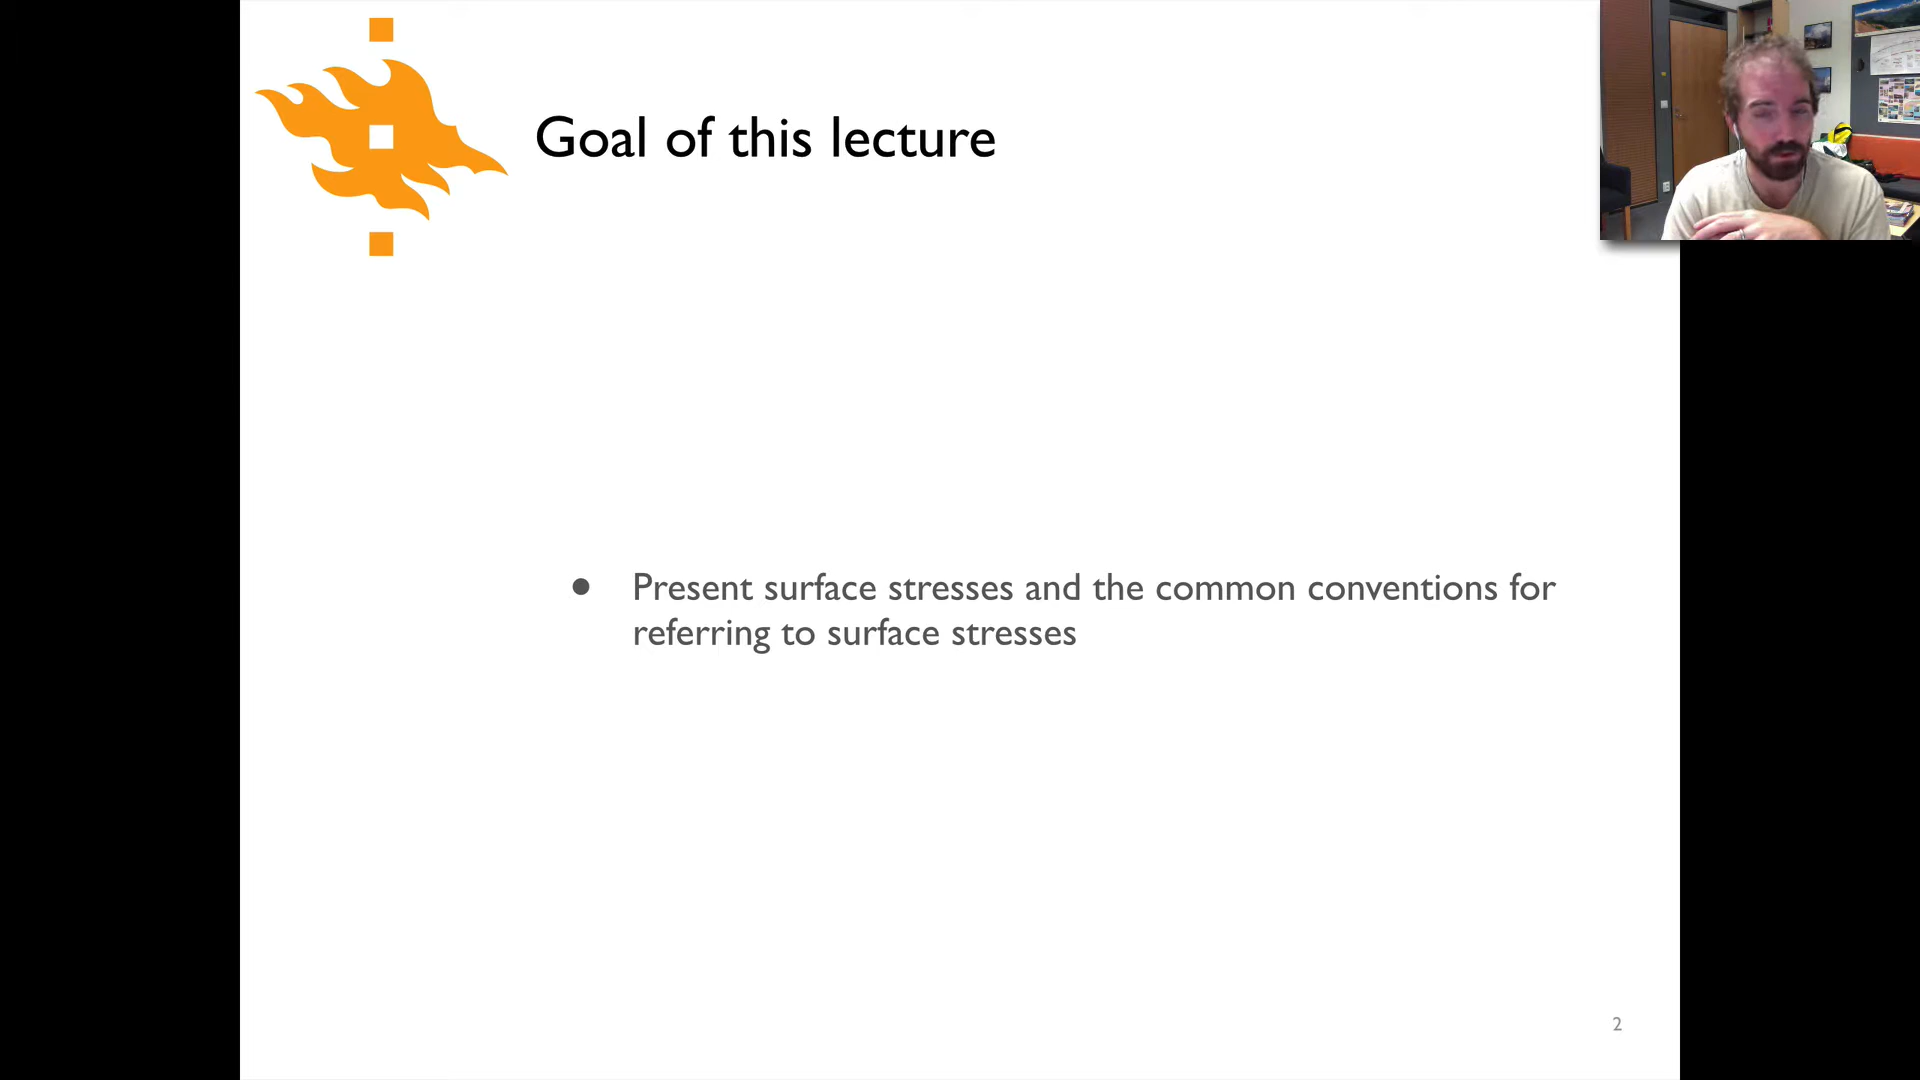 Goal of this lecture
● Present surface stresses and the common conventions for
referring to surface stresses
2